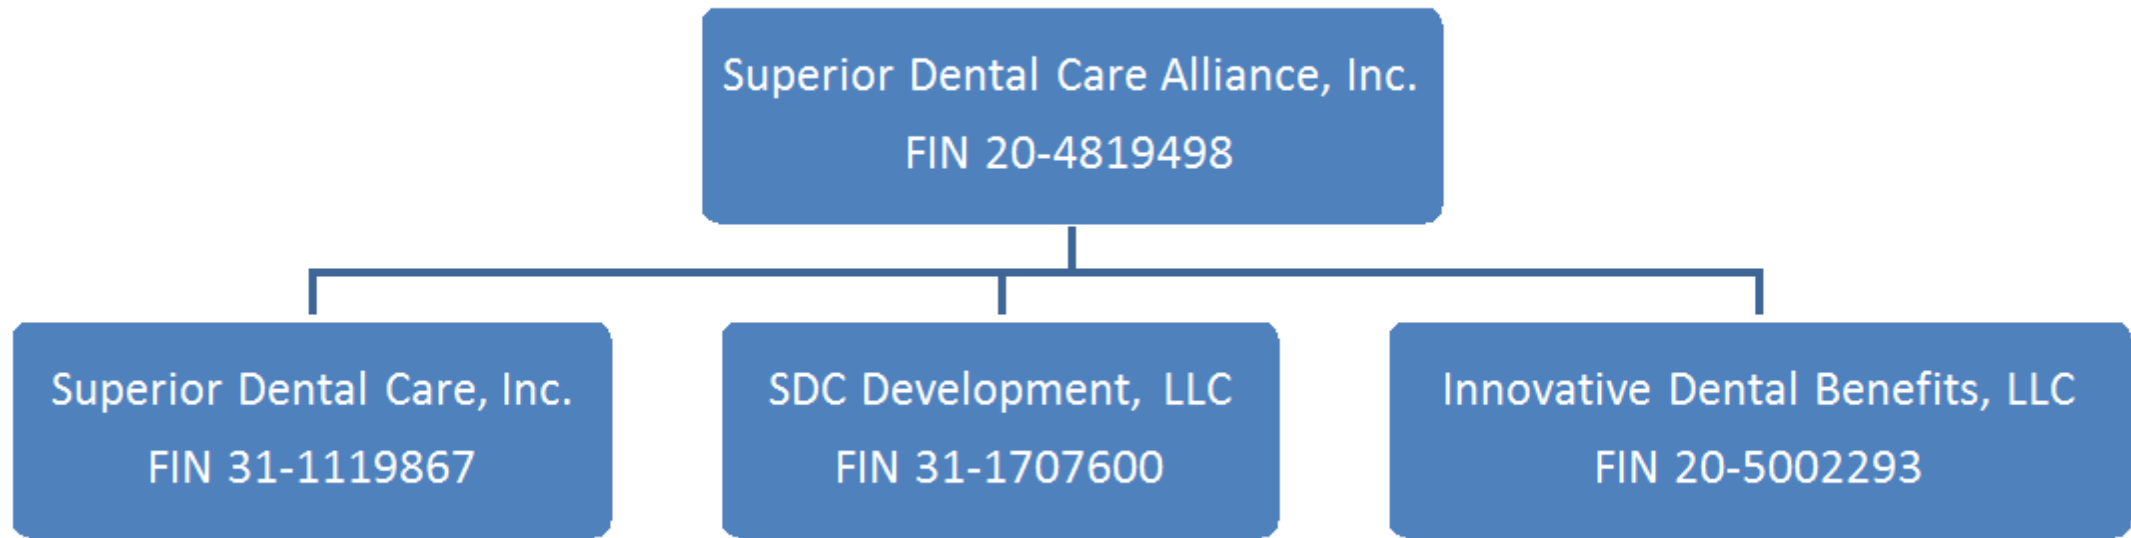 Superior Dental Care Alliance, Inc.
FIN 20-4819498
Superior Dental Care, Inc.
FIN 31-1119867
SDC Development, LLC
FIN 31-1707600
Innovative Dental Benefits, LLC
FIN 20-5002293